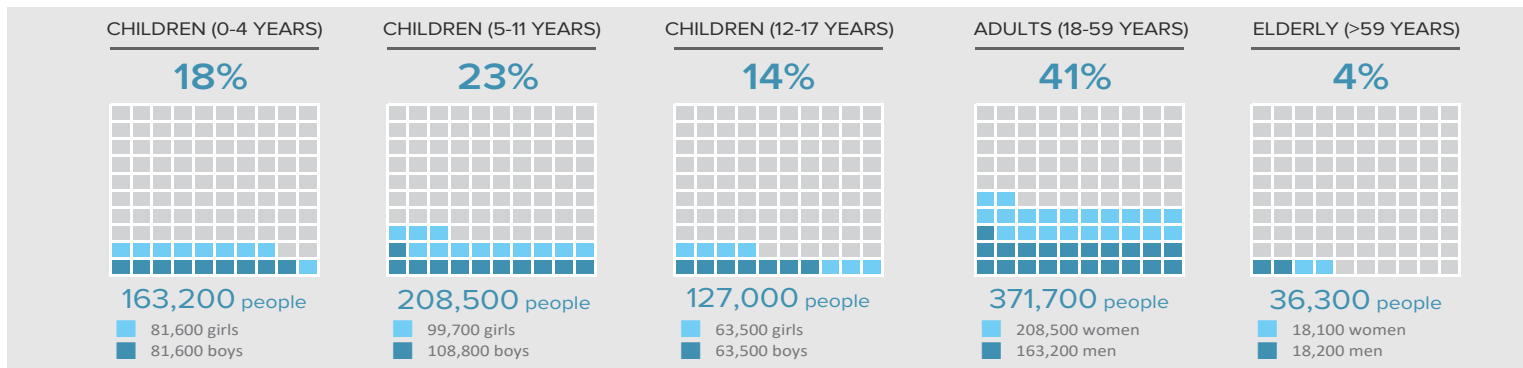 CHILDREN (0-4 YEARS)
18%
163,200 people
81,600 girls
81,600 boys
CHILDREN (5-11 YEARS)
23%
208,500 people
99,700 girls
108,800 boys
CHILDREN (12-17 YEARS)
14%
127,000 people
63,500 girls
63,500 boys
ADULTS (18-59 YEARS)
41%
371,700 people
208,500 women
163,200 men
ELDERLY (>59 YEARS)
4%
36,300 people
18,100 women
18,200 men